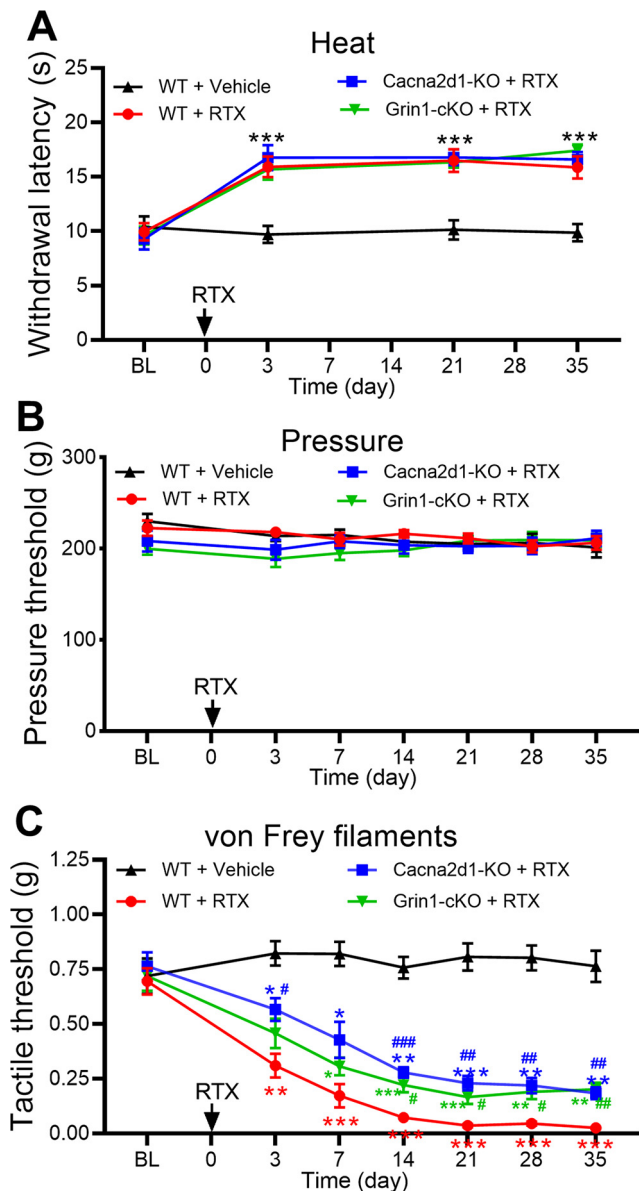 A
Heat
Withdrawal latency (s)
25
20
15
10
5
0
WT + Vehicle
WT + RTX
Cacna2d1-KO + RTX
Grin1-cKO + RTX
***
***
***
RTX
BL
0
3
7
14
21
28
35
Time (day)
B
Pressure
Pressure threshold (g)
300
200
100
0
WT + Vehicle
WT + RTX
Cacna2d1-KO + RTX
Grin1-cKO + RTX
RTX
BL
0
3
7
14
21
28
35
Time (day)
C
von Frey filaments
Tactile threshold (g)
1.25
1.00
0.75
0.50
0.25
0.00
WT + Vehicle
WT + RTX
Cacna2d1-KO + RTX
Grin1-cKO + RTX
* #
*
###
**
##
***
##
**
##
**
*
*** #
*** #
** #
** ##
**
***
***
***
***
***
RTX
BL
0
3
7
14
21
28
35
Time (day)